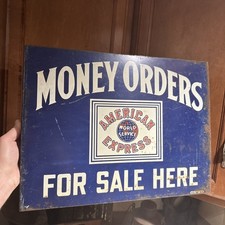 MONEY ORDERS
AMERICAN
WORLD
SERVICE
EXPRESS
FOR SALE HERE